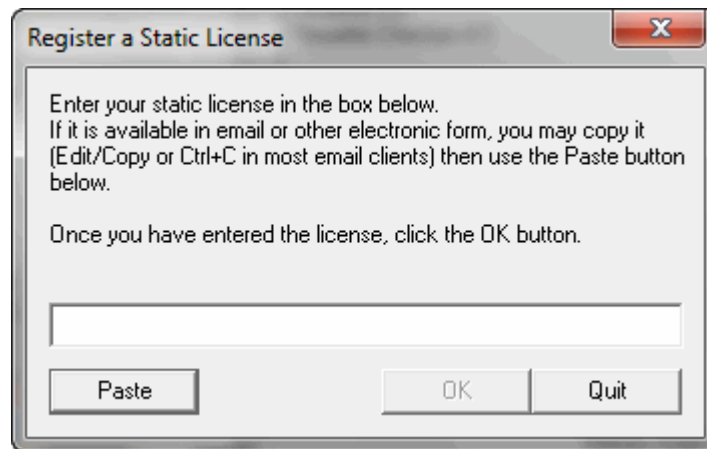 Register a Static License
Enter your static license in the box below.
If it is available in email or other electronic form, you may copy it
(Edit/Copy or Ctrl+C in most email clients) then use the Paste button
below.
Once you have entered the license, click the OK button.
Paste
OK
Quit